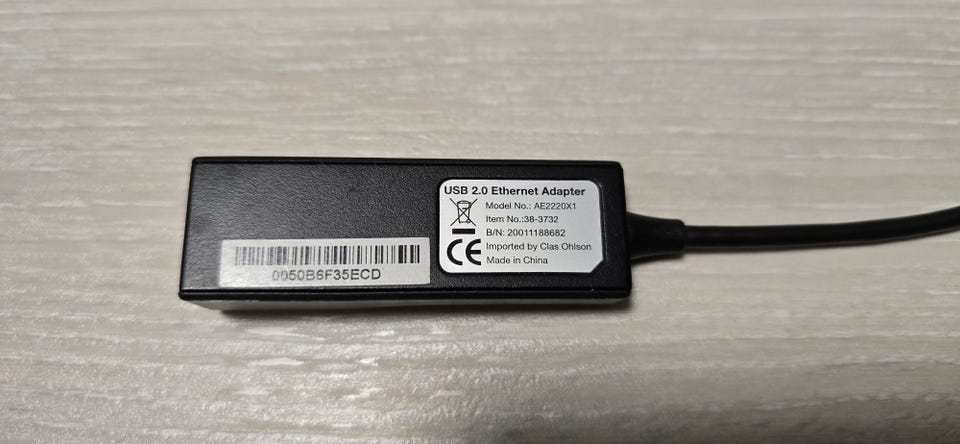 USB 2.0 Ethernet Adapter
Model No.: AE2220X1
Item No.:38-3732
B/N: 20011188682
Imported by Clas Ohlson
Made in China
CE
0050B6F35ECD